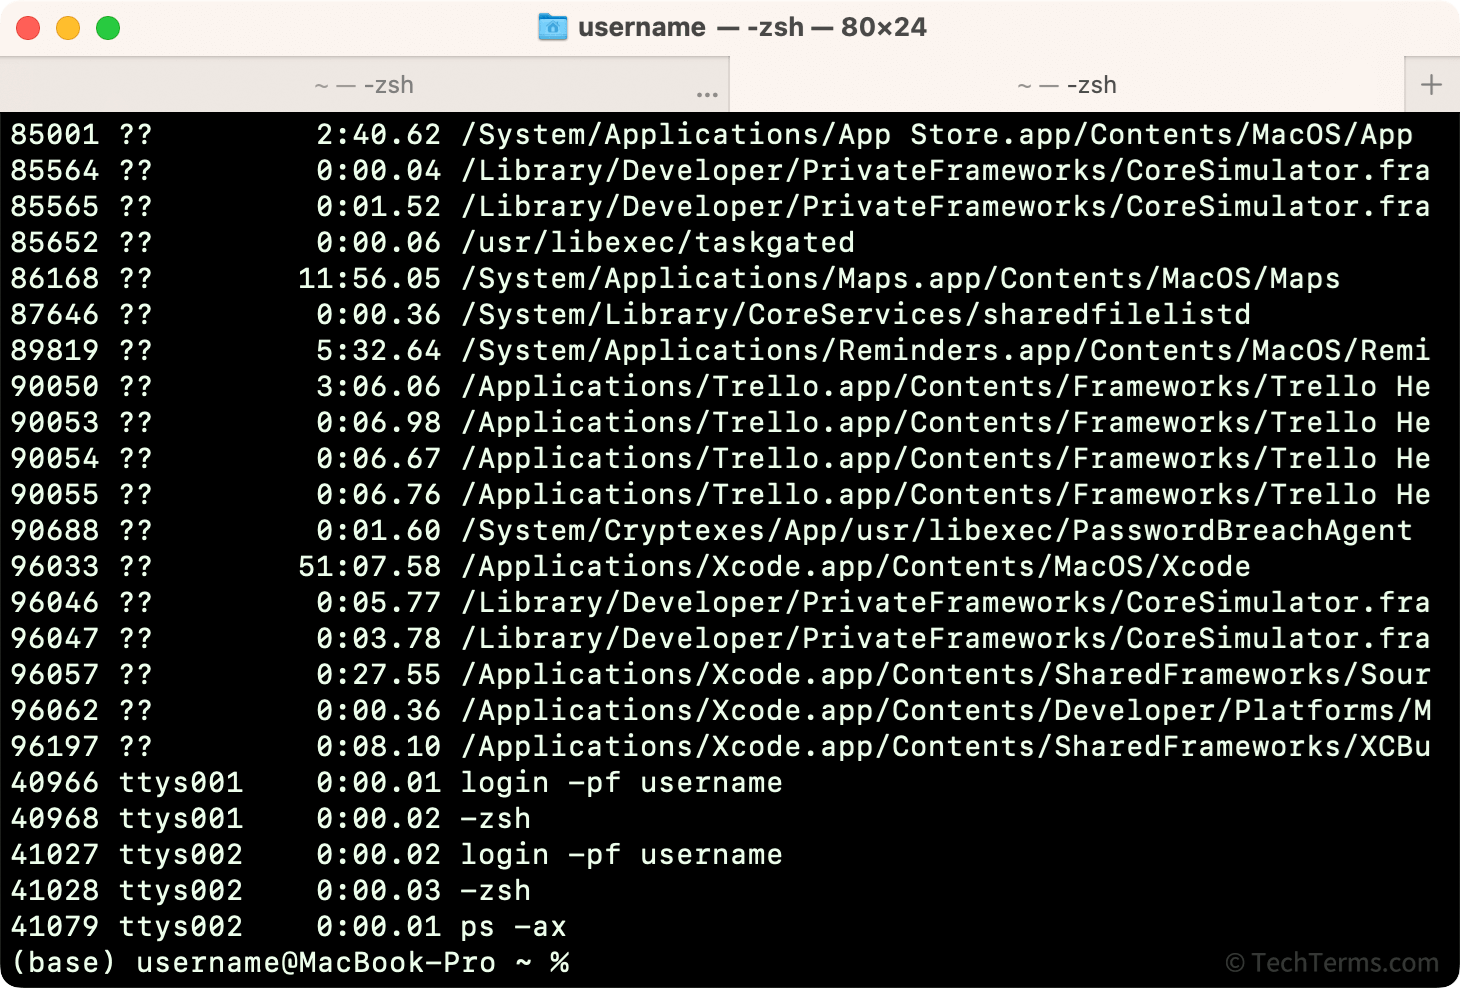 username — -zsh — 80×24
~ — -zsh ... ~ — -zsh +
85001 ?? 2:40.62 /System/Applications/App Store.app/Contents/MacOS/App
85564 ?? 0:00.04 /Library/Developer/PrivateFrameworks/CoreSimulator.fra
85565 ?? 0:01.52 /Library/Developer/PrivateFrameworks/CoreSimulator.fra
85652 ?? 0:00.06 /usr/libexec/taskgated
86168 ?? 11:56.05 /System/Applications/Maps.app/Contents/MacOS/Maps
87646 ?? 0:00.36 /System/Library/CoreServices/sharedfilelistd
89819 ?? 5:32.64 /System/Applications/Reminders.app/Contents/MacOS/Remi
90050 ?? 3:06.06 /Applications/Trello.app/Contents/Frameworks/Trello He
90053 ?? 0:06.98 /Applications/Trello.app/Contents/Frameworks/Trello He
90054 ?? 0:06.67 /Applications/Trello.app/Contents/Frameworks/Trello He
90055 ?? 0:06.76 /Applications/Trello.app/Contents/Frameworks/Trello He
90688 ?? 0:01.60 /System/Cryptexes/App/usr/libexec/PasswordBreachAgent
96033 ?? 51:07.58 /Applications/Xcode.app/Contents/MacOS/Xcode
96046 ?? 0:05.77 /Library/Developer/PrivateFrameworks/CoreSimulator.fra
96047 ?? 0:03.78 /Library/Developer/PrivateFrameworks/CoreSimulator.fra
96057 ?? 0:27.55 /Applications/Xcode.app/Contents/SharedFrameworks/Sour
96062 ?? 0:00.36 /Applications/Xcode.app/Contents/Developer/Platforms/M
96197 ?? 0:08.10 /Applications/Xcode.app/Contents/SharedFrameworks/XCBu
40966 ttys001 0:00.01 login -pf username
40968 ttys001 0:00.02 -zsh
41027 ttys002 0:00.02 login -pf username
41028 ttys002 0:00.03 -zsh
41079 ttys002 0:00.01 ps -ax
(base) username@MacBook-Pro ~ %
© TechTerms.com